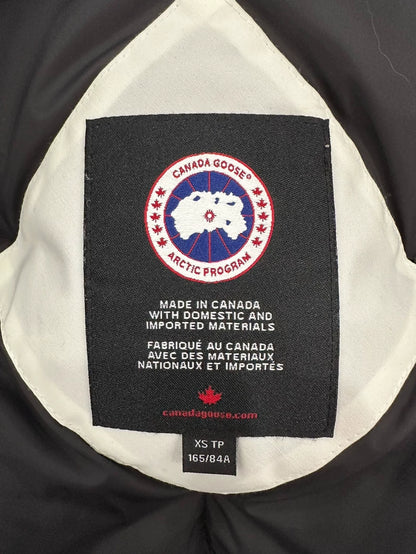 CANADA GOOSE®
ARCTIC PROGRAM
MADE IN CANADA
WITH DOMESTIC AND
IMPORTED MATERIALS
FABRIQUÉ AU CANADA
AVEC DES MATERIAUX
NATIONAUX ET IMPORTÉS
canadagoose.com
XS TP
165/84A